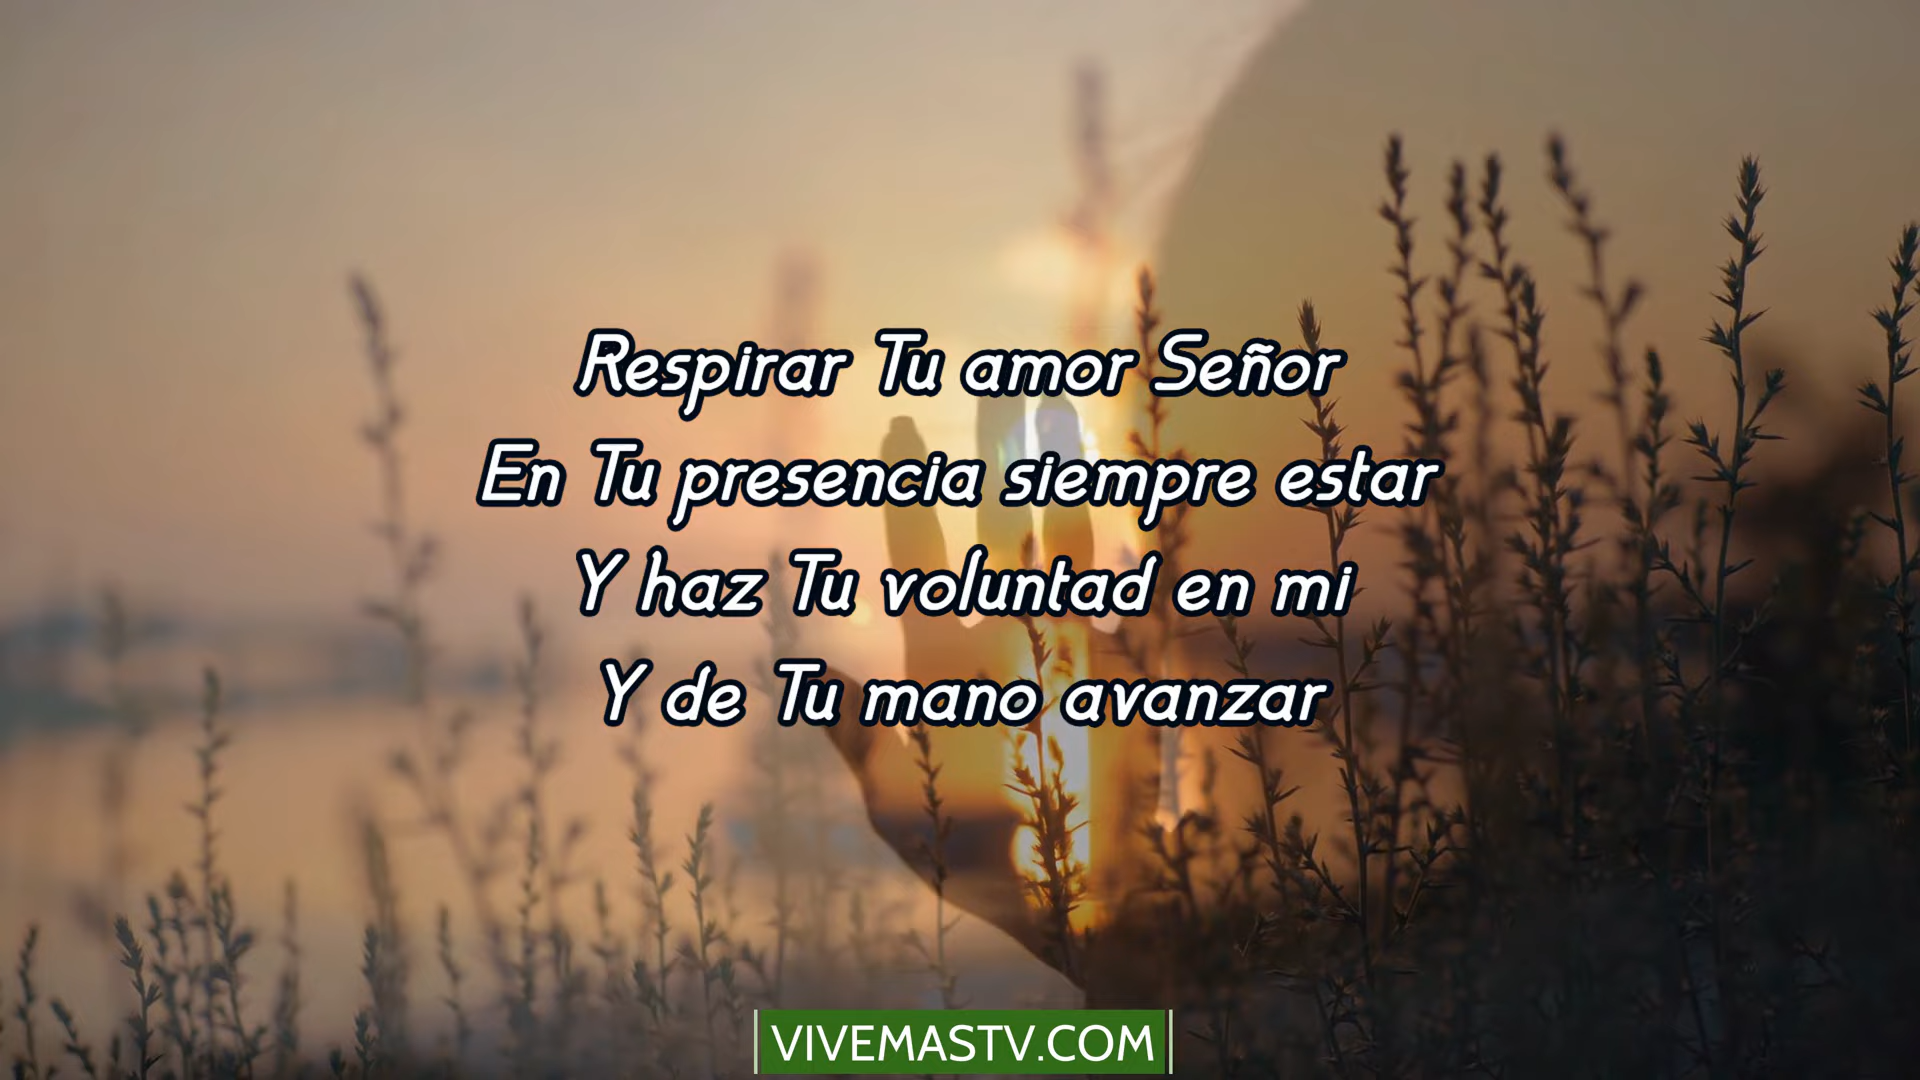 Respirar Tu amor Señor
En Tu presencia siempre estar
Y haz Tu voluntad en mi
Y de Tu mano avanzar
VIVEMASTV.COM